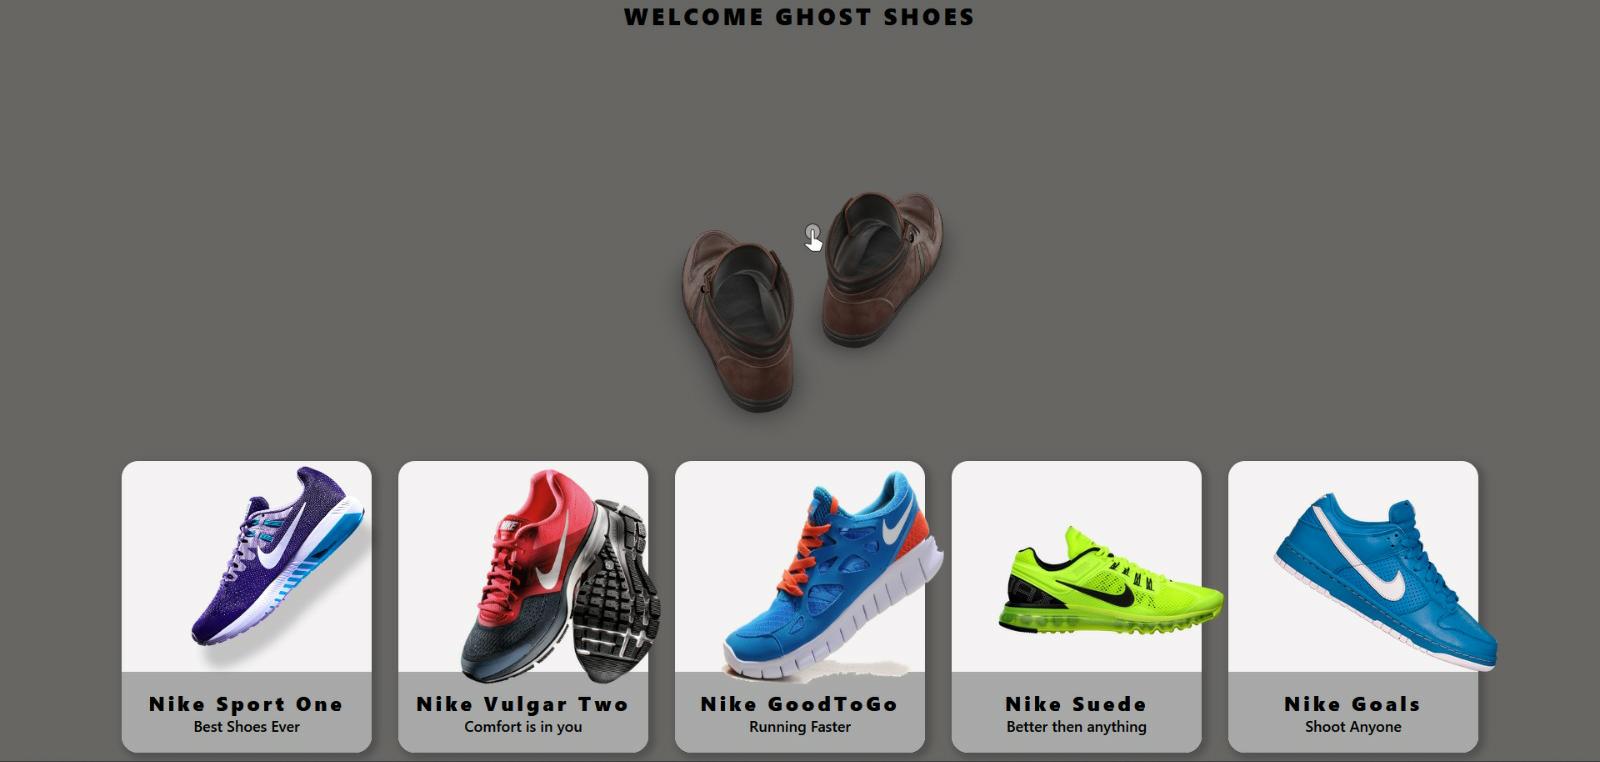 WELCOME GHOST SHOES
NIKE
Nike Sport One
Best Shoes Ever
Nike Vulgar Two
Comfort is in you
Nike GoodToGo
Running Faster
Nike Suede
Better then anything
Nike Goals
Shoot Anyone